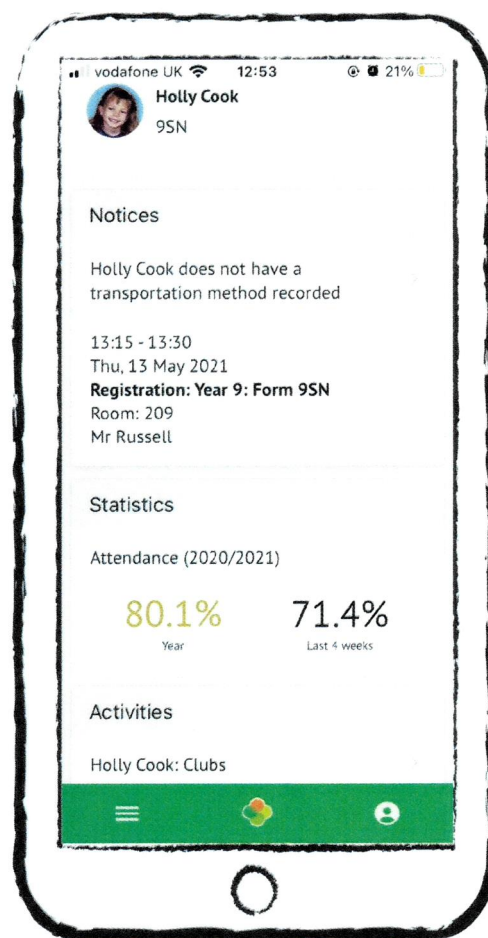 vodafone UK 12:53 21%
Holly Cook
9SN
Notices
Holly Cook does not have a
transportation method recorded
13:15 - 13:30
Thu, 13 May 2021
Registration: Year 9: Form 9SN
Room: 209
Mr Russell
Statistics
Attendance (2020/2021)
80.1% 71.4%
Year Last 4 weeks
Activities
Holly Cook: Clubs